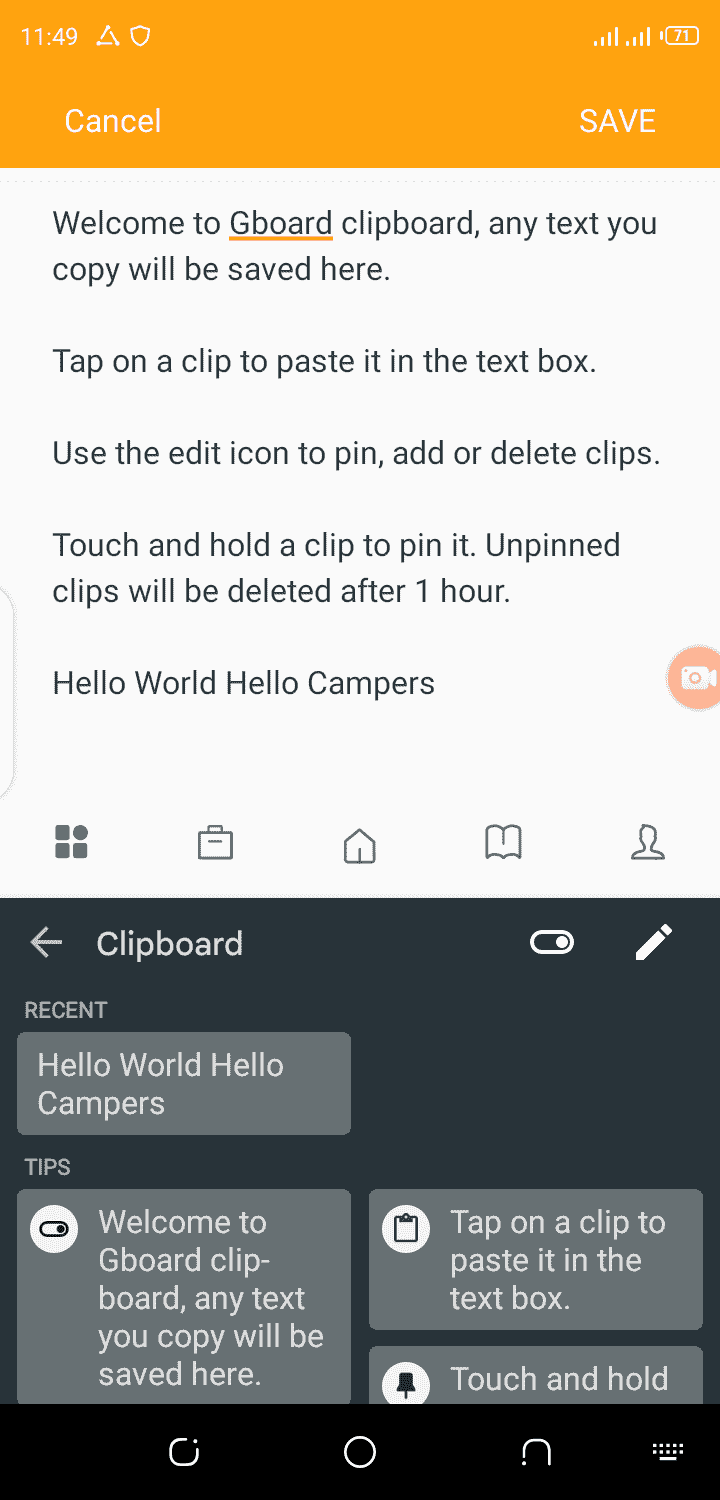 11:49
71
Cancel
SAVE
Welcome to Gboard clipboard, any text you
copy will be saved here.
Tap on a clip to paste it in the text box.
Use the edit icon to pin, add or delete clips.
Touch and hold a clip to pin it. Unpinned
clips will be deleted after 1 hour.
Hello World Hello Campers
Clipboard
RECENT
Hello World Hello
Campers
TIPS
Welcome to
Gboard clip-
board, any text
you copy will be
saved here.
Tap on a clip to
paste it in the
text box.
Touch and hold